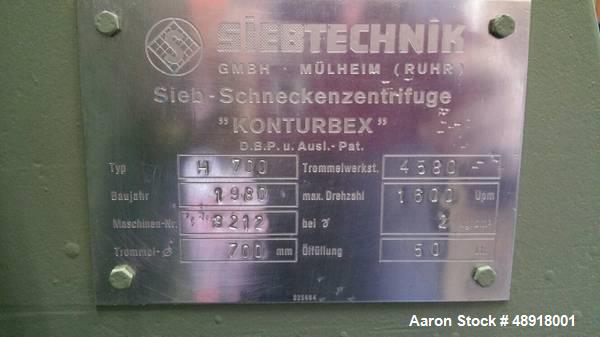 S SIEBTECHNIK
GMBH · MÜLHEIM (RUHR)
Sieb-Schneckenzentrifuge
"KONTURBEX"
D.B.P. u. Ausl.-Pat.
Typ H 700 Trommelwerkst. 4580
Baujahr 1980 max. Drehzahl 1600 Upm
Maschinen-Nr. 9212 bei γ 2
Trommel-Ø 700 mm Ölfüllung 50
Aaron Stock # 48918001